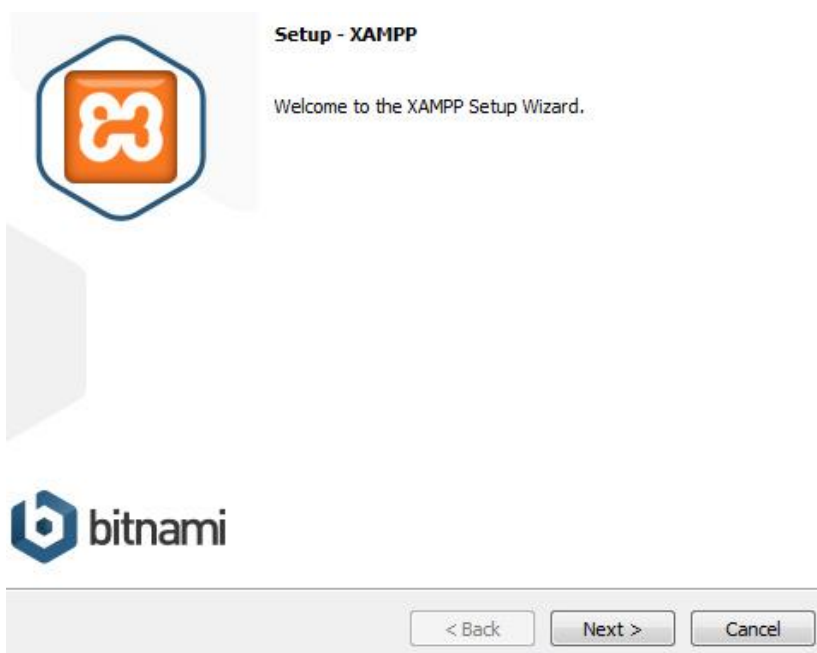 Setup - XAMPP
Welcome to the XAMPP Setup Wizard.
bitnami
< Back
Next >
Cancel